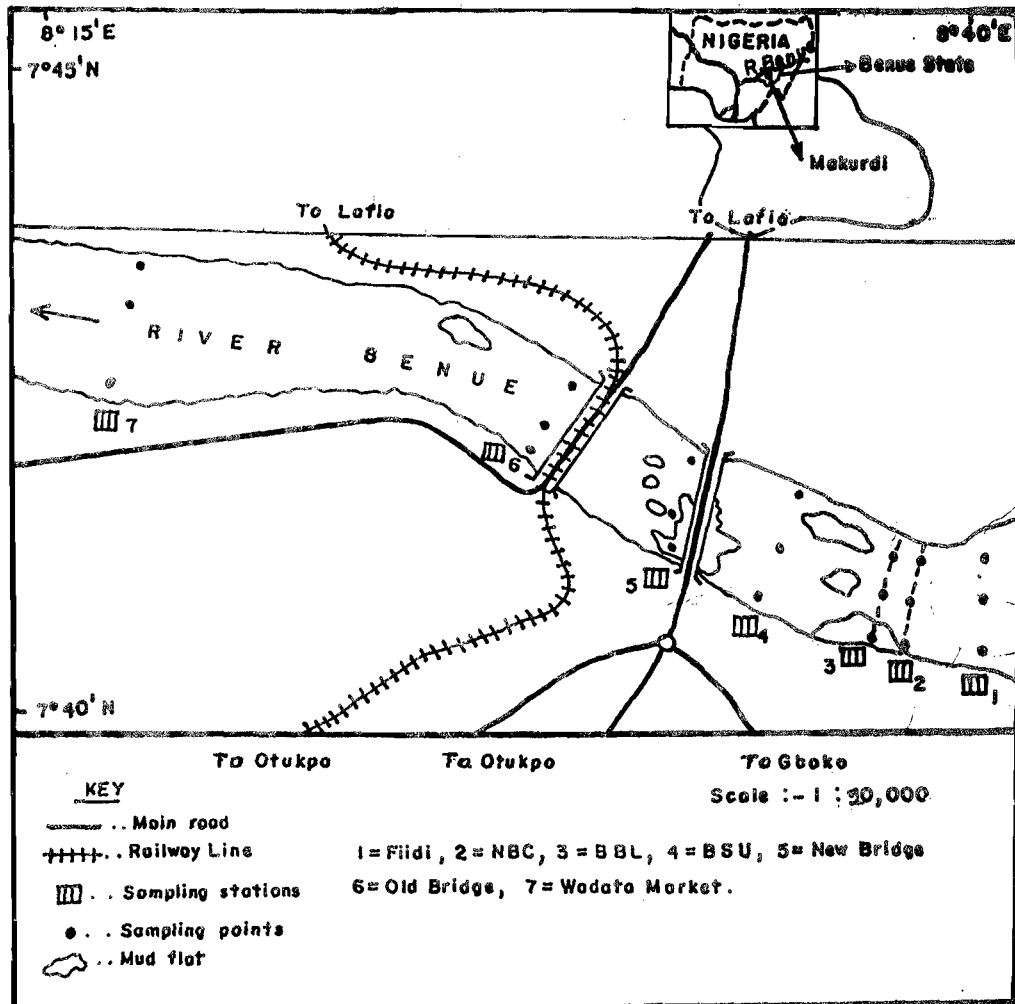 8° 15' E
8° 40' E
7° 45' N
NIGERIA
R. Benue
Benue State
Makurdi
To Lafia
To Lafia
RIVER BENUE
7
6
5
4
3
2
1
7° 40' N
To Otukpo
To Otukpo
To Gboko
KEY
Scale :- 1 :
.. Main road
.. Railway Line
.. Sampling stations
.. Sampling points
.. Mud flat
1 = Fiidi, 2 = NBC, 3 = BBL, 4 = BSU, 5 = New Bridge
6 = Old Bridge, 7 = Wadata Market.